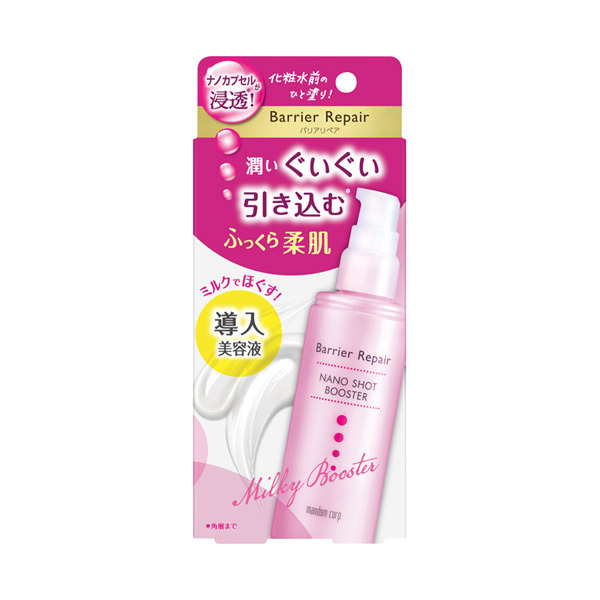 ナノカプセルが
浸透!*
化粧水前の
ひと塗り!
Barrier Repair
バリアリペア
潤いぐいぐい
引き込む*
ふっくら柔肌
ミルクでほぐす!
導入
美容液
Barrier Repair
NANO SHOT
BOOSTER
Milky Booster
mandom corp.
*角層まで